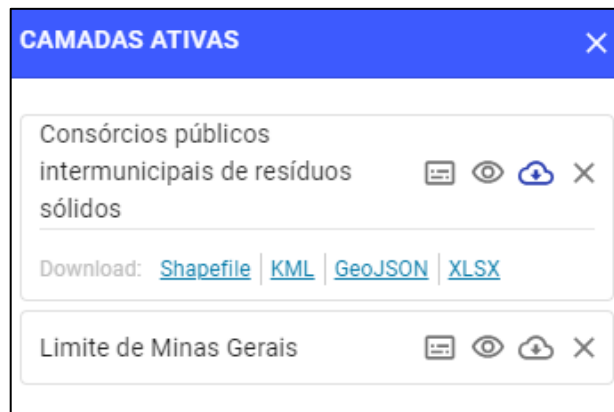 CAMADAS ATIVAS
Consórcios públicos
intermunicipais de resíduos
sólidos
Download: Shapefile KML GeoJSON XLSX
Limite de Minas Gerais